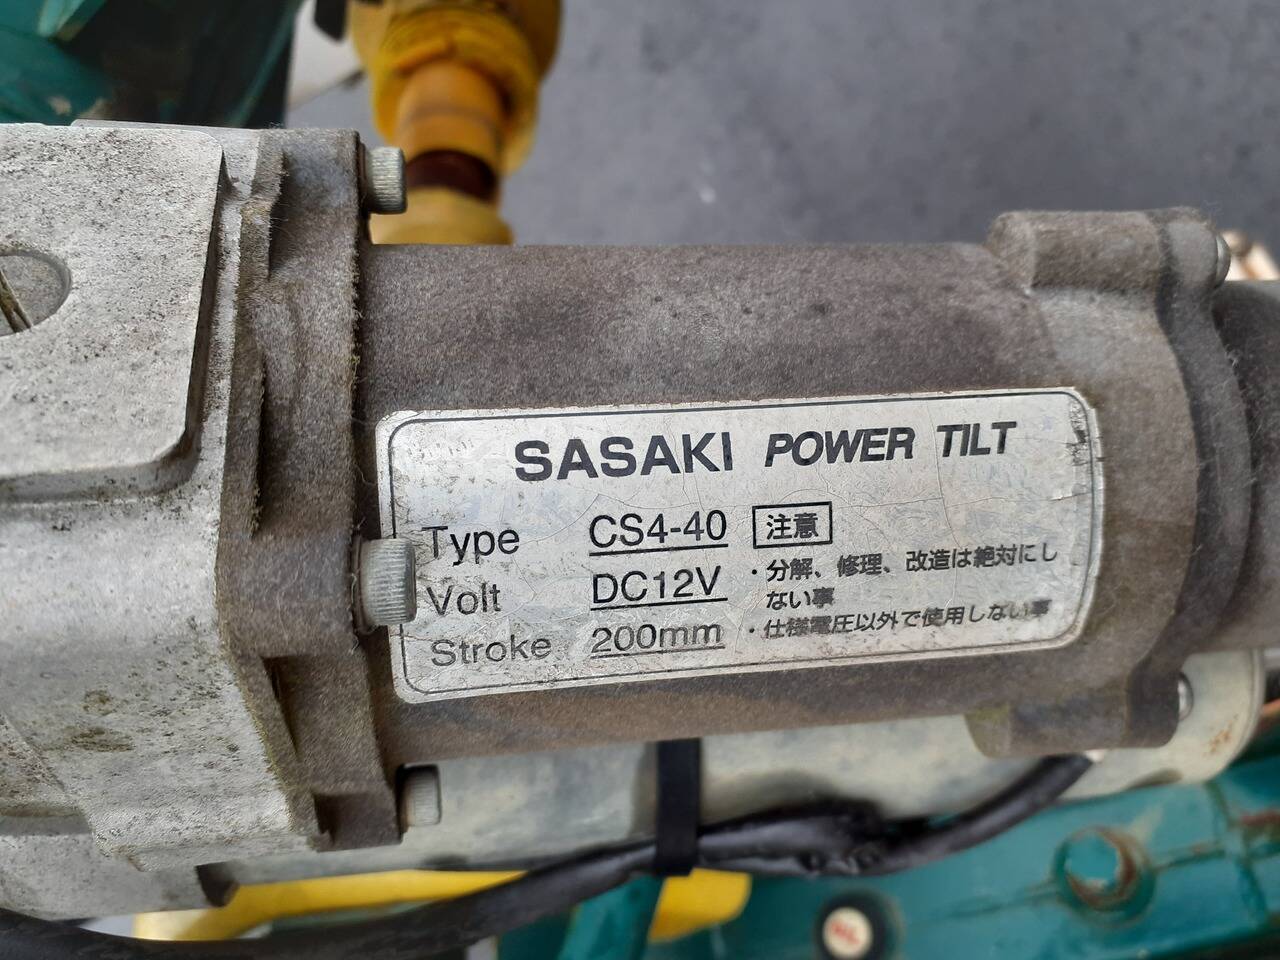 SASAKI POWER TILT
Type CS4-40 注意
Volt DC12V ・分解、修理、改造は絶対にし
ない事
Stroke 200mm ・仕様電圧以外で使用しない事